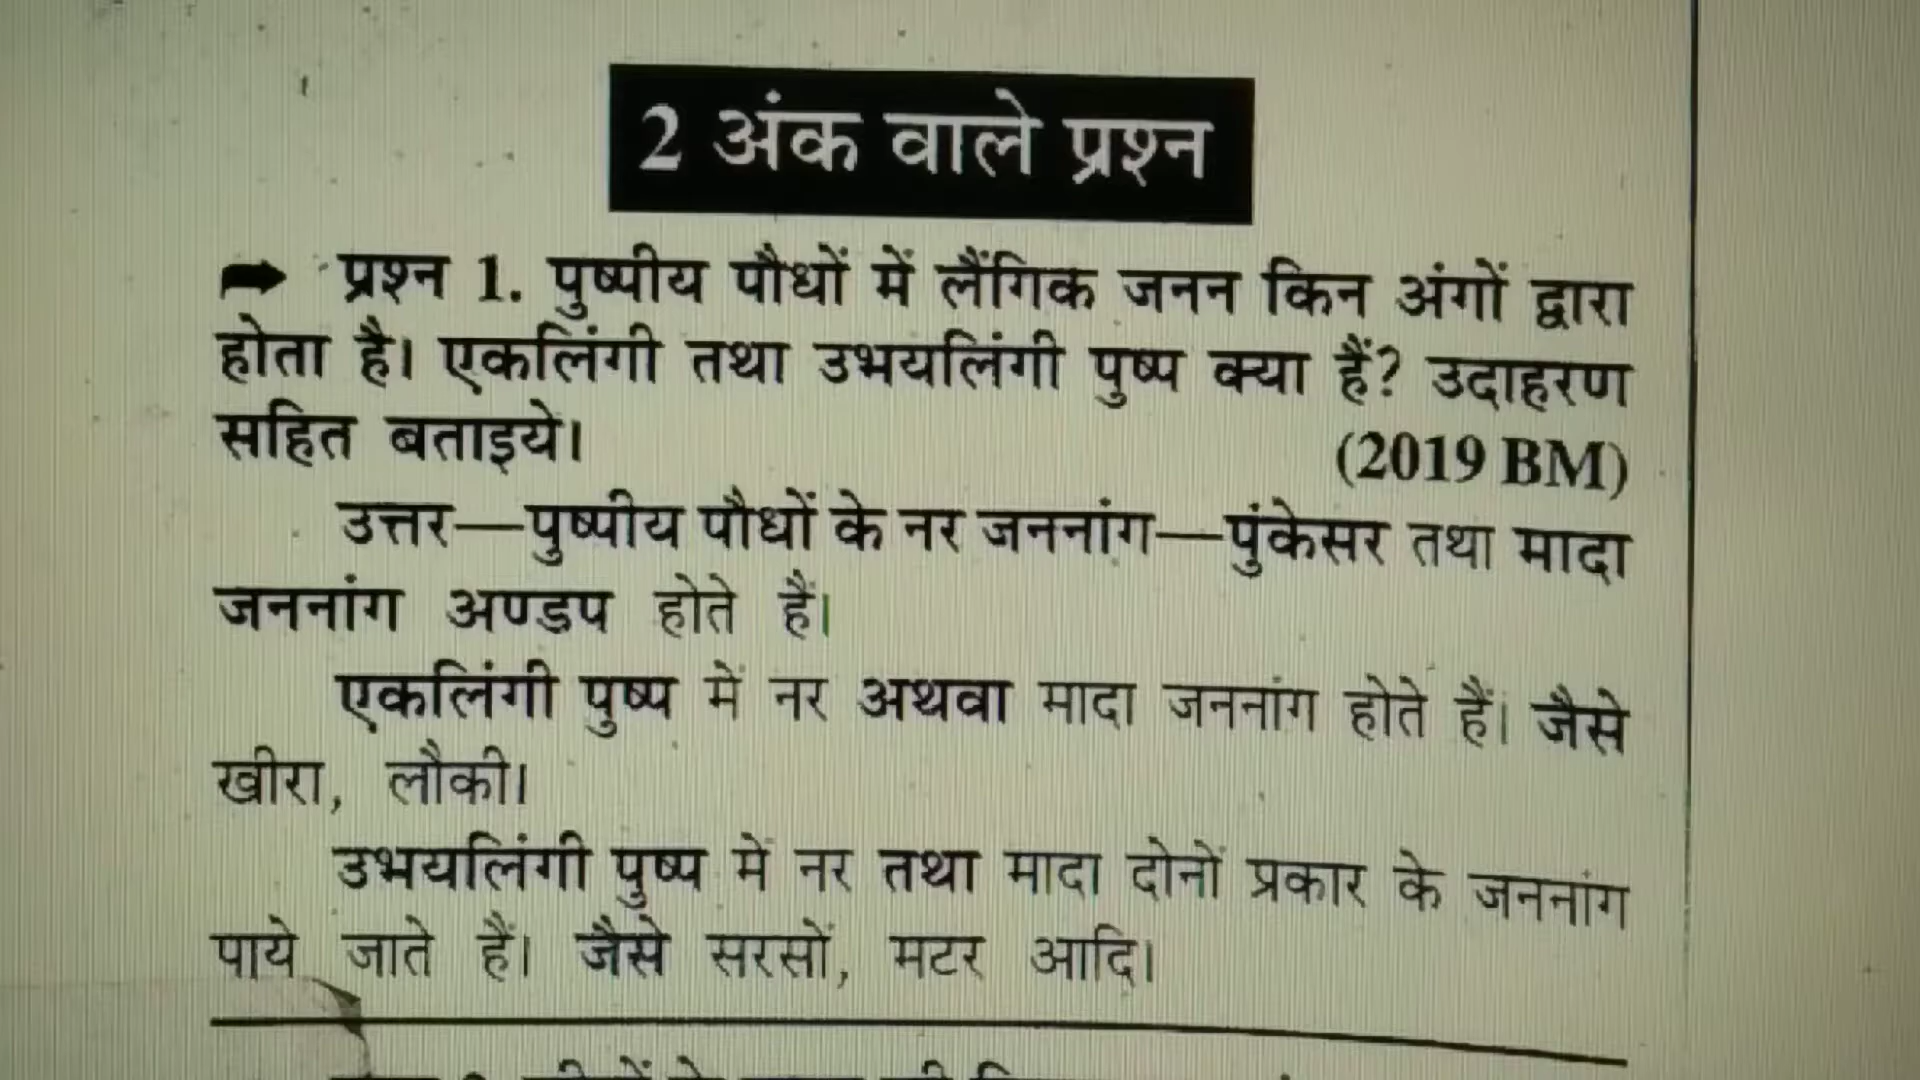 2 अंक वाले प्रश्न
प्रश्न 1. पुष्पीय पौधों में लैंगिक जनन किन अंगों द्वारा
होता है। एकलिंगी तथा उभयलिंगी पुष्प क्या हैं? उदाहरण
सहित बताइये। (2019 BM)
उत्तर—पुष्पीय पौधों के नर जननांग—पुंकेसर तथा मादा
जननांग अण्डप होते हैं।
एकलिंगी पुष्प में नर अथवा मादा जननांग होते हैं। जैसे
खीरा, लौकी।
उभयलिंगी पुष्प में नर तथा मादा दोनों प्रकार के जननांग
पाये जाते हैं। जैसे सरसों, मटर आदि।